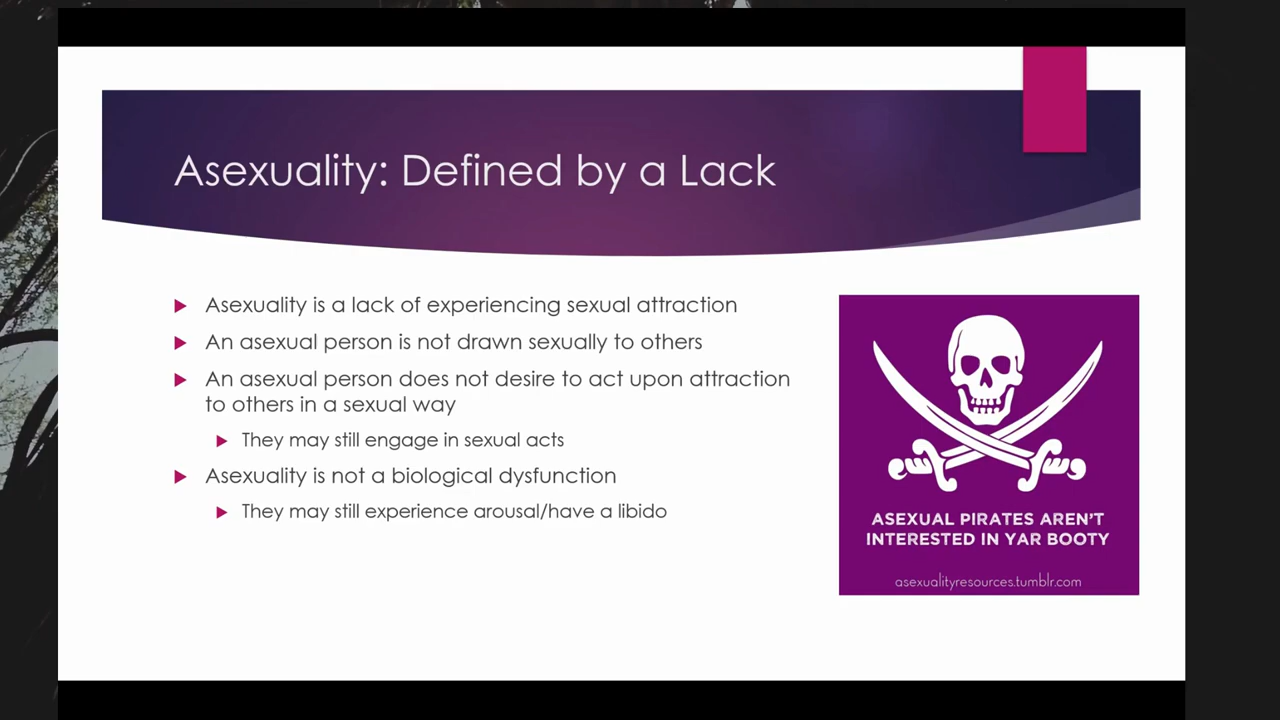 Asexuality: Defined by a Lack
Asexuality is a lack of experiencing sexual attraction
An asexual person is not drawn sexually to others
An asexual person does not desire to act upon attraction
to others in a sexual way
They may still engage in sexual acts
Asexuality is not a biological dysfunction
They may still experience arousal/have a libido
ASEXUAL PIRATES AREN'T
INTERESTED IN YAR BOOTY
asexualityresources.tumblr.com